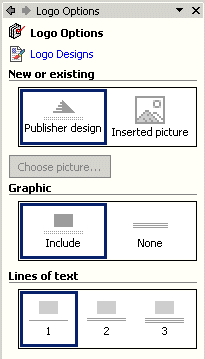 Logo Options
Logo Options
Logo Designs
New or existing
Publisher design
Inserted picture
Choose picture...
Graphic
Include
None
Lines of text
1
2
3